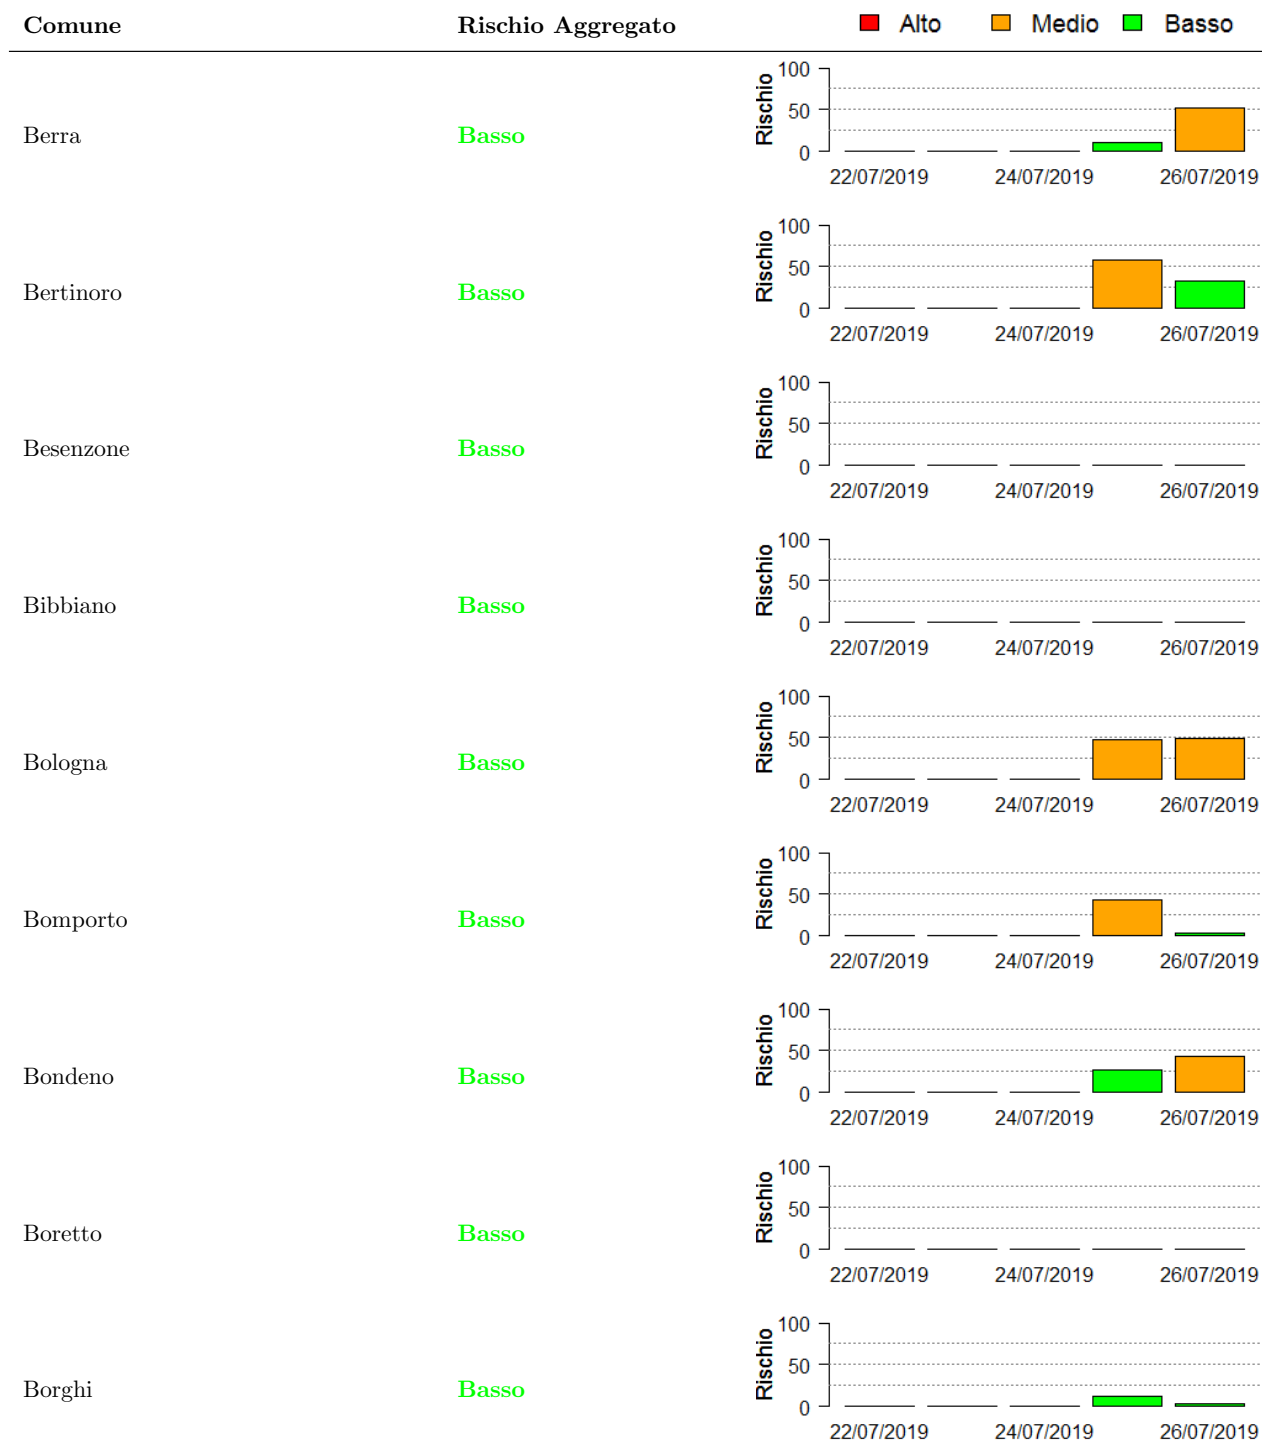 Comune Rischio Aggregato Alto Medio Basso
Berra Basso Rischio 100 50 0
22/07/2019 24/07/2019 26/07/2019
Bertinoro Basso Rischio 100 50 0
22/07/2019 24/07/2019 26/07/2019
Besenzone Basso Rischio 100 50 0
22/07/2019 24/07/2019 26/07/2019
Bibbiano Basso Rischio 100 50 0
22/07/2019 24/07/2019 26/07/2019
Bologna Basso Rischio 100 50 0
22/07/2019 24/07/2019 26/07/2019
Bomporto Basso Rischio 100 50 0
22/07/2019 24/07/2019 26/07/2019
Bondeno Basso Rischio 100 50 0
22/07/2019 24/07/2019 26/07/2019
Boretto Basso Rischio 100 50 0
22/07/2019 24/07/2019 26/07/2019
Borghi Basso Rischio 100 50 0
22/07/2019 24/07/2019 26/07/2019